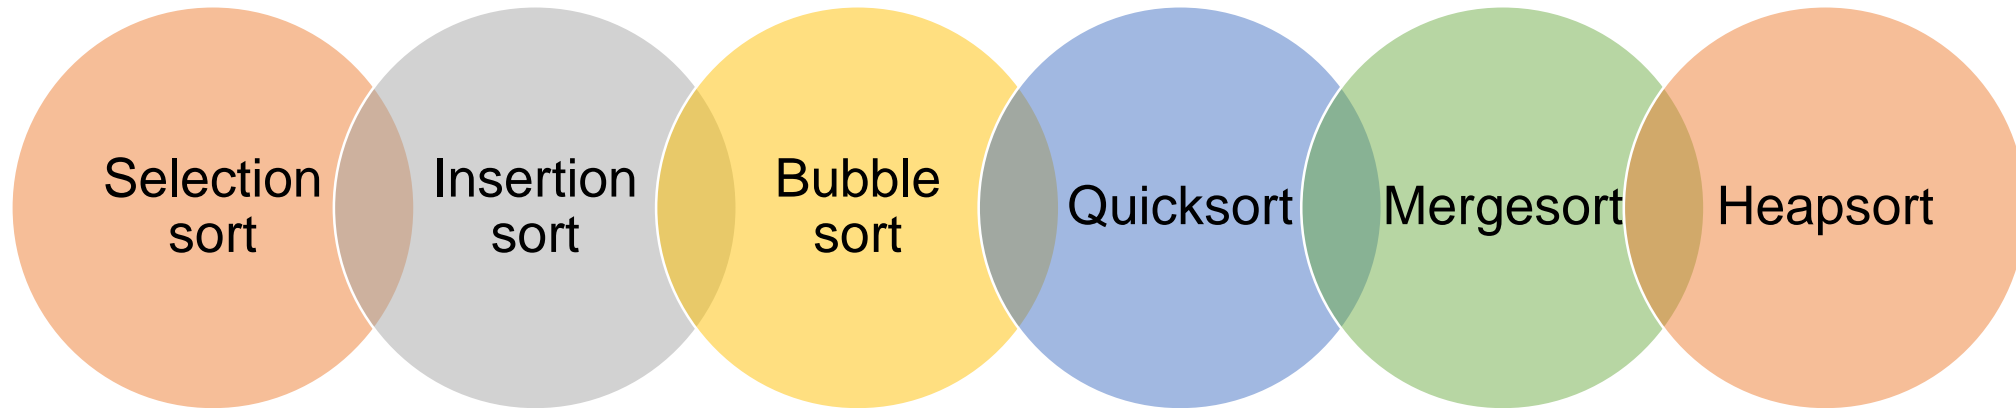 Selection
sort
Insertion
sort
Bubble
sort
Quicksort
Mergesort
Heapsort